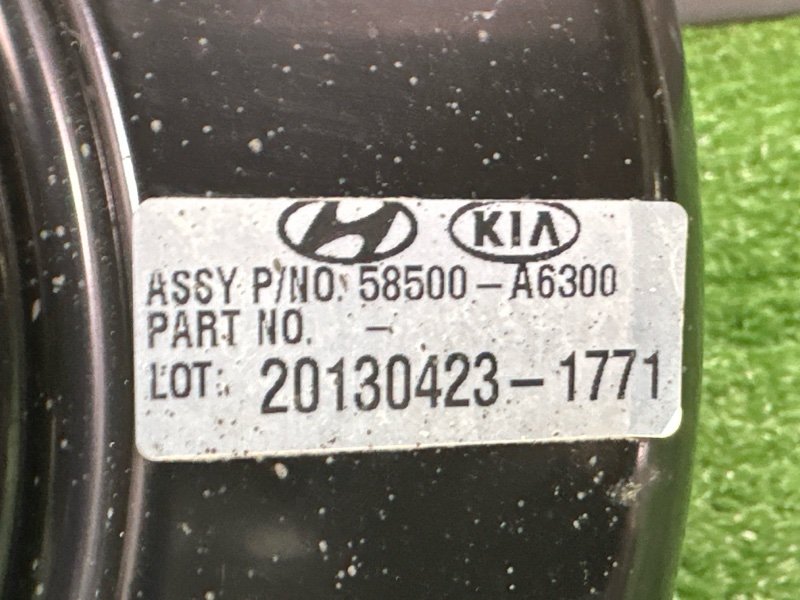 KIA
ASSY P/NO. 58500-A6300
PART NO. -
LOT: 20130423-1771